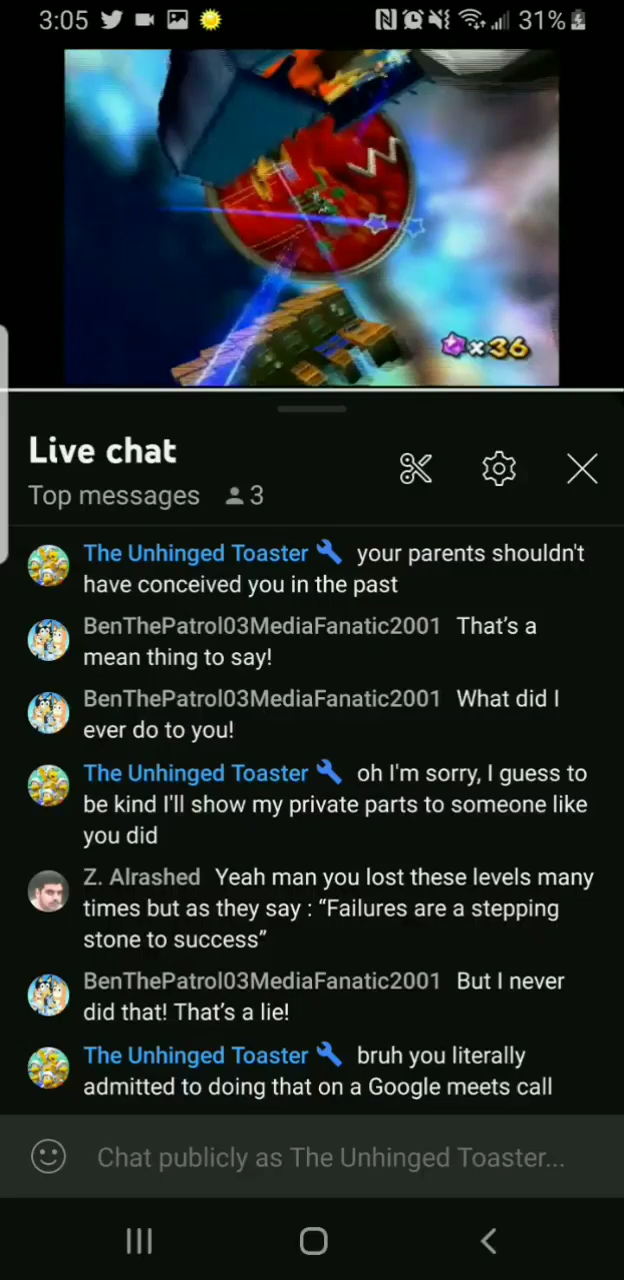 3:05 31%
x36
Live chat
Top messages 3
The Unhinged Toaster your parents shouldn't
have conceived you in the past
BenThePatrol03MediaFanatic2001 That's a
mean thing to say!
BenThePatrol03MediaFanatic2001 What did I
ever do to you!
The Unhinged Toaster oh I'm sorry, I guess to
be kind I'll show my private parts to someone like
you did
Z. Alrashed Yeah man you lost these levels many
times but as they say : “Failures are a stepping
stone to success”
BenThePatrol03MediaFanatic2001 But I never
did that! That's a lie!
The Unhinged Toaster bruh you literally
admitted to doing that on a Google meets call
Chat publicly as The Unhinged Toaster...